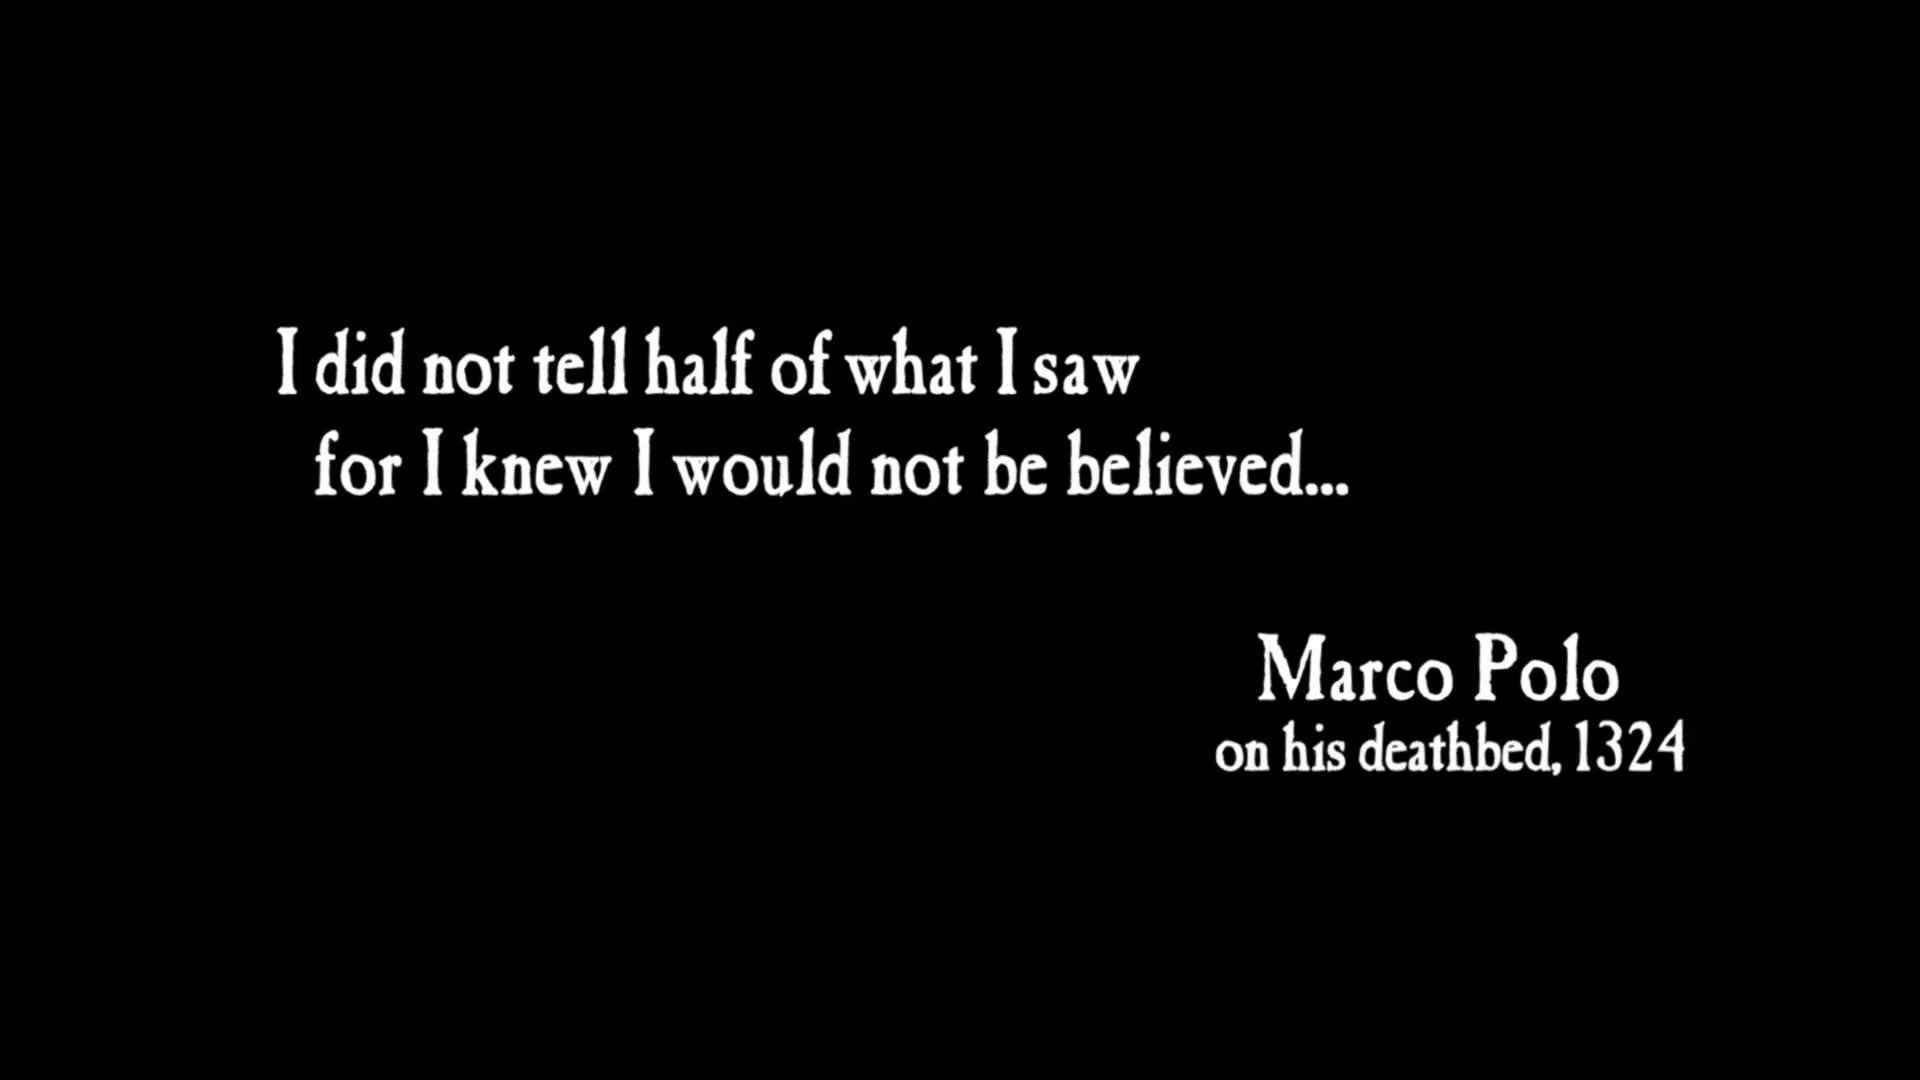 I did not tell half of what I saw
for I knew I would not be believed...
Marco Polo
on his deathbed, 1324